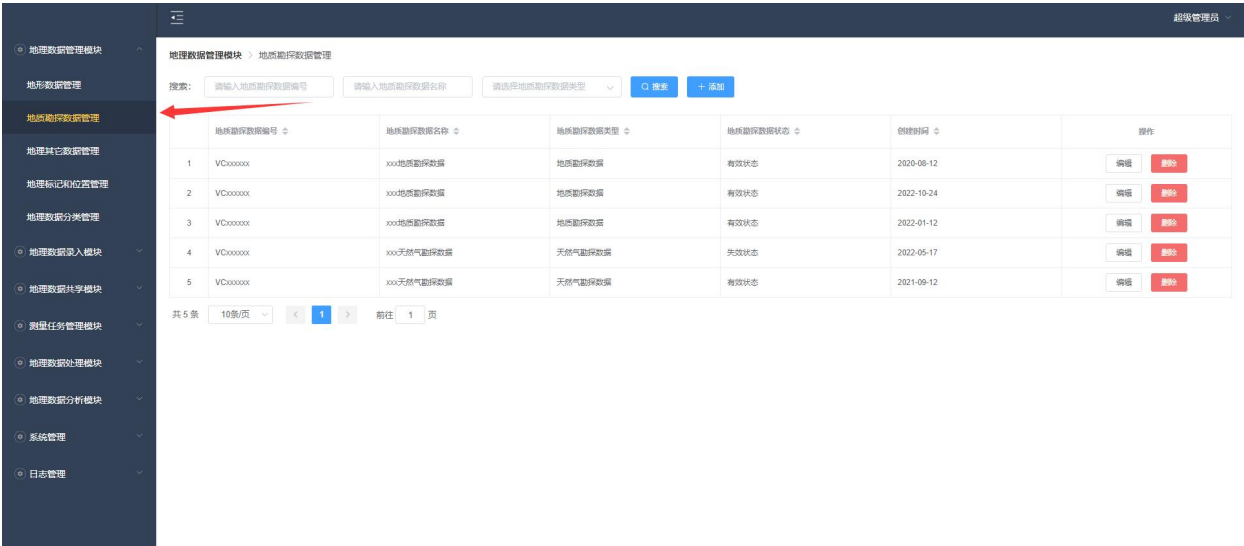 超级管理员
地理数据管理模块
地形数据管理
地质勘探数据管理
地理其它数据管理
地理标记和位置管理
地理数据分类管理
地理数据录入模块
地理数据共享模块
测量任务管理模块
地理数据处理模块
地理数据分析模块
系统管理
日志管理
地理数据管理模块 > 地质勘探数据管理
搜索: 请输入地质勘探数据编号 请输入地质勘探数据名称 请选择地质勘探数据类型 搜索 + 添加
地质勘探数据编号 地质勘探数据名称 地质勘探数据类型 地质勘探数据状态 创建时间 操作
1 VCxxxxxx xxx地质勘探数据 地质勘探数据 有效状态 2020-08-12 编辑 删除
2 VCxxxxxx xxx地质勘探数据 地质勘探数据 有效状态 2022-10-24 编辑 删除
3 VCxxxxxx xxx地质勘探数据 地质勘探数据 有效状态 2022-01-12 编辑 删除
4 VCxxxxxx xxx天然气勘探数据 天然气勘探数据 失效状态 2022-05-17 编辑 删除
5 VCxxxxxx xxx天然气勘探数据 天然气勘探数据 有效状态 2021-09-12 编辑 删除
共 5 条 10条/页 < 1 > 前往 1 页